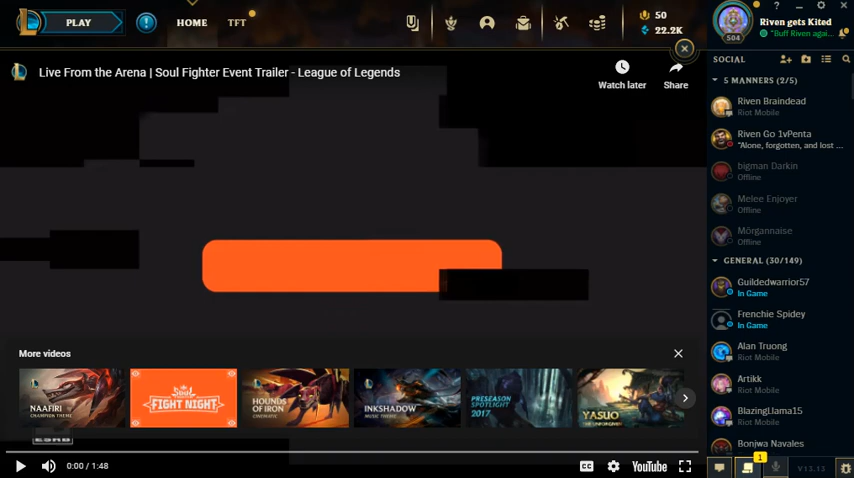 PLAY
HOME
TFT
50
22.2K
504
Riven gets Kited
"Buff Riven agai...
Live From the Arena | Soul Fighter Event Trailer - League of Legends
Watch later
Share
SOCIAL
5 MANNERS (2/5)
Riven Braindead
Riot Mobile
Riven Go 1vPenta
"Alone, forgotten, and lost ...
bigman Darkin
Offline
Melee Enjoyer
Offline
Mörgannaise
Offline
GENERAL (30/149)
Guildedwarrior57
In Game
Frenchie Spidey
In Game
Alan Truong
Riot Mobile
Artikk
Riot Mobile
BlazingLlama15
Riot Mobile
Bonjwa Navales
More videos
NAAFIRI
CHAMPION THEME
SOUL
FIGHT NIGHT
HOUNDS
OF IRON
CINEMATIC
INKSHADOW
MUSIC THEME
PRESEASON
SPOTLIGHT
2017
YASUO
THE UNFORGIVEN
0:00 / 1:48
CC
YouTube
1
V13.13